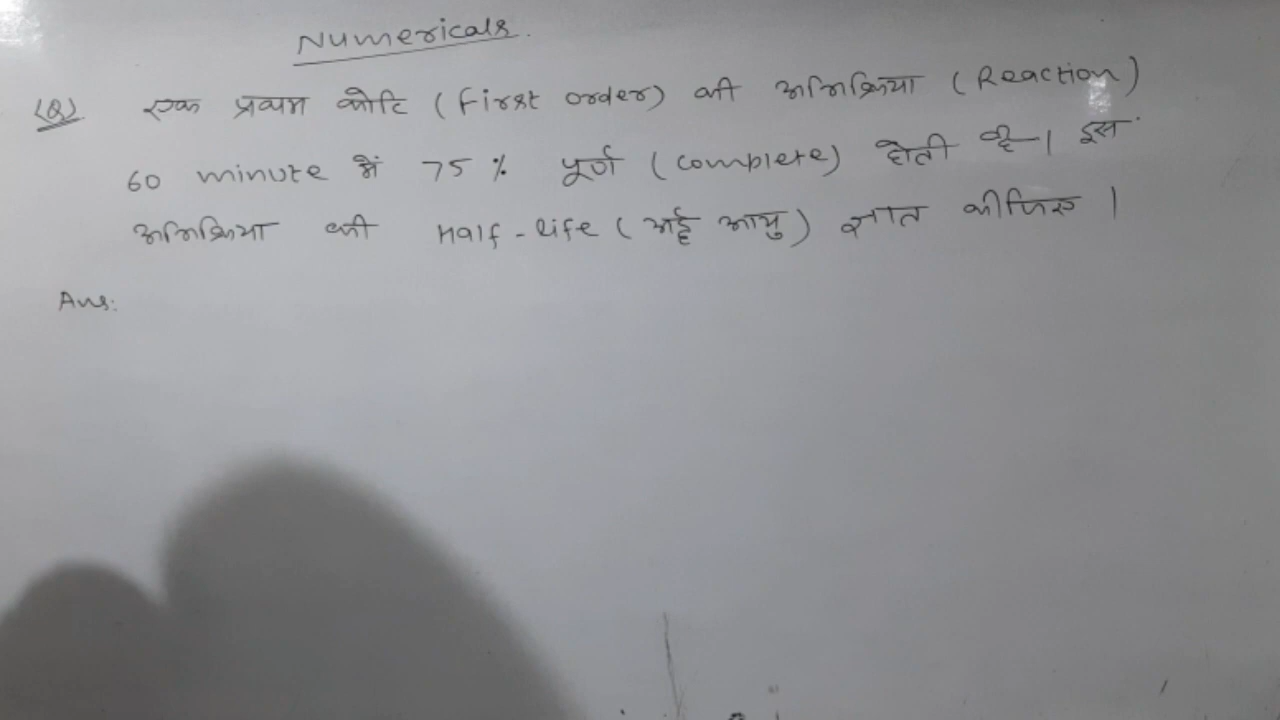 Numericals.
(Q) एक प्रथम कोटि (First order) की अभिक्रिया (Reaction)
60 minute में 75 % पूर्ण (complete) होती है। इस
अभिक्रिया की Half-life (अर्द्ध आयु) ज्ञात कीजिए।
Ans: